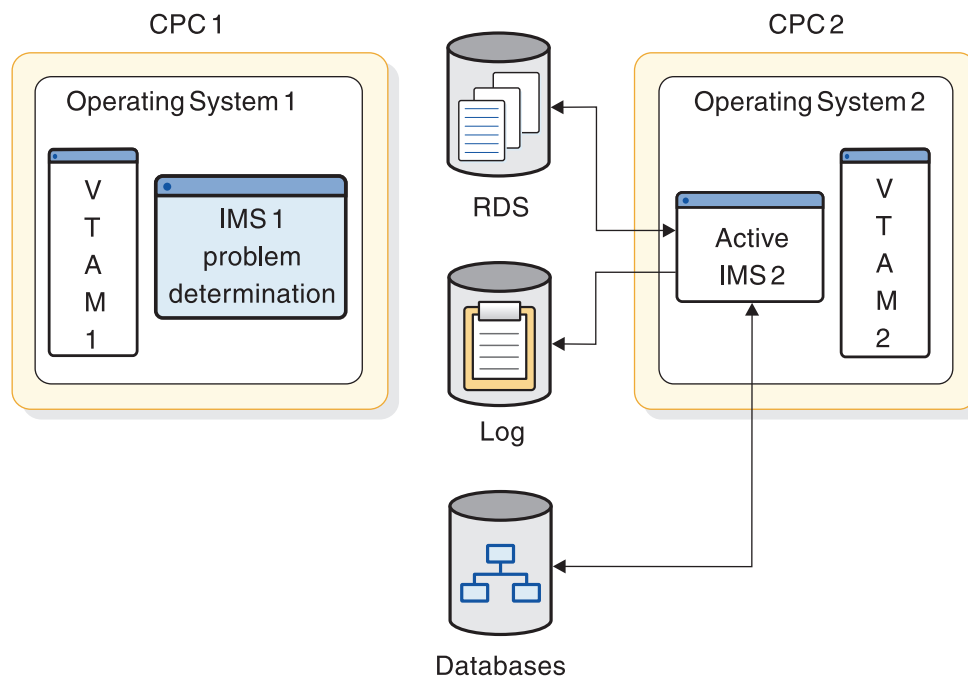 CPC 1
Operating System 1
V
T
A
M
1
IMS 1
problem
determination
RDS
Log
Databases
CPC 2
Operating System 2
Active
IMS 2
V
T
A
M
2